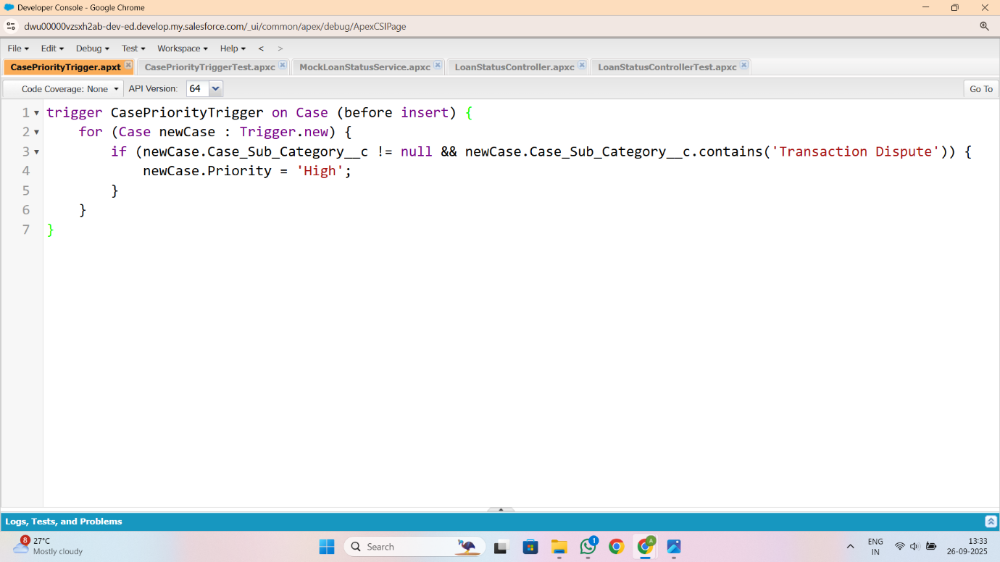 Developer Console - Google Chrome
dwu00000vzsxh2ab-dev-ed.develop.my.salesforce.com/_ui/common/apex/debug/ApexCSIPage
File Edit Debug Test Workspace Help < >
CasePriorityTrigger.apxt CasePriorityTriggerTest.apxc MockLoanStatusService.apxc LoanStatusController.apxc LoanStatusControllerTest.apxc
Code Coverage: None API Version: 64 Go To
1 trigger CasePriorityTrigger on Case (before insert) {
2 for (Case newCase : Trigger.new) {
3 if (newCase.Case_Sub_Category__c != null && newCase.Case_Sub_Category__c.contains('Transaction Dispute')) {
4 newCase.Priority = 'High';
5 }
6 }
7 }
Logs, Tests, and Problems
8 27°C
Mostly cloudy
Search
1
A
ENG
IN
13:33
26-09-2025